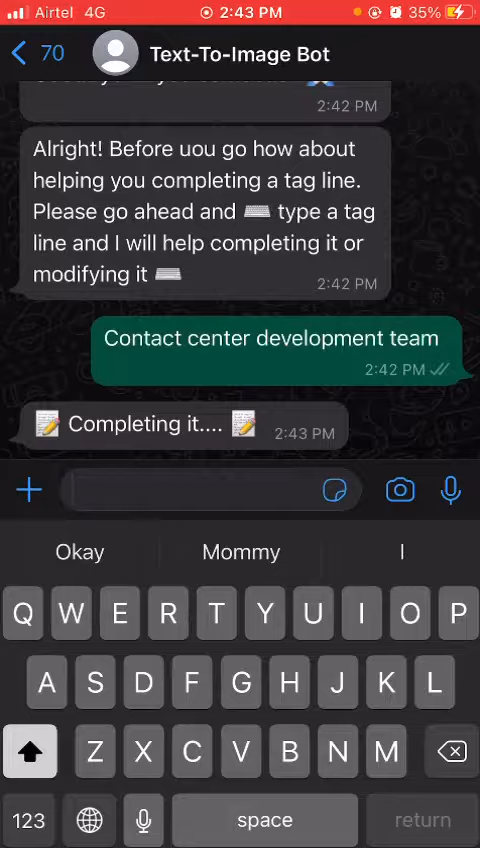 Airtel 4G 2:43 PM 35%
70 Text-To-Image Bot
2:42 PM
Alright! Before uou go how about
helping you completing a tag line.
Please go ahead and ⌨️ type a tag
line and I will help completing it or
modifying it ⌨️
2:42 PM
Contact center development team
2:42 PM
📝 Completing it.... 📝
2:43 PM
Okay Mommy I
Q W E R T Y U I O P
A S D F G H J K L
Z X C V B N M
123 space return